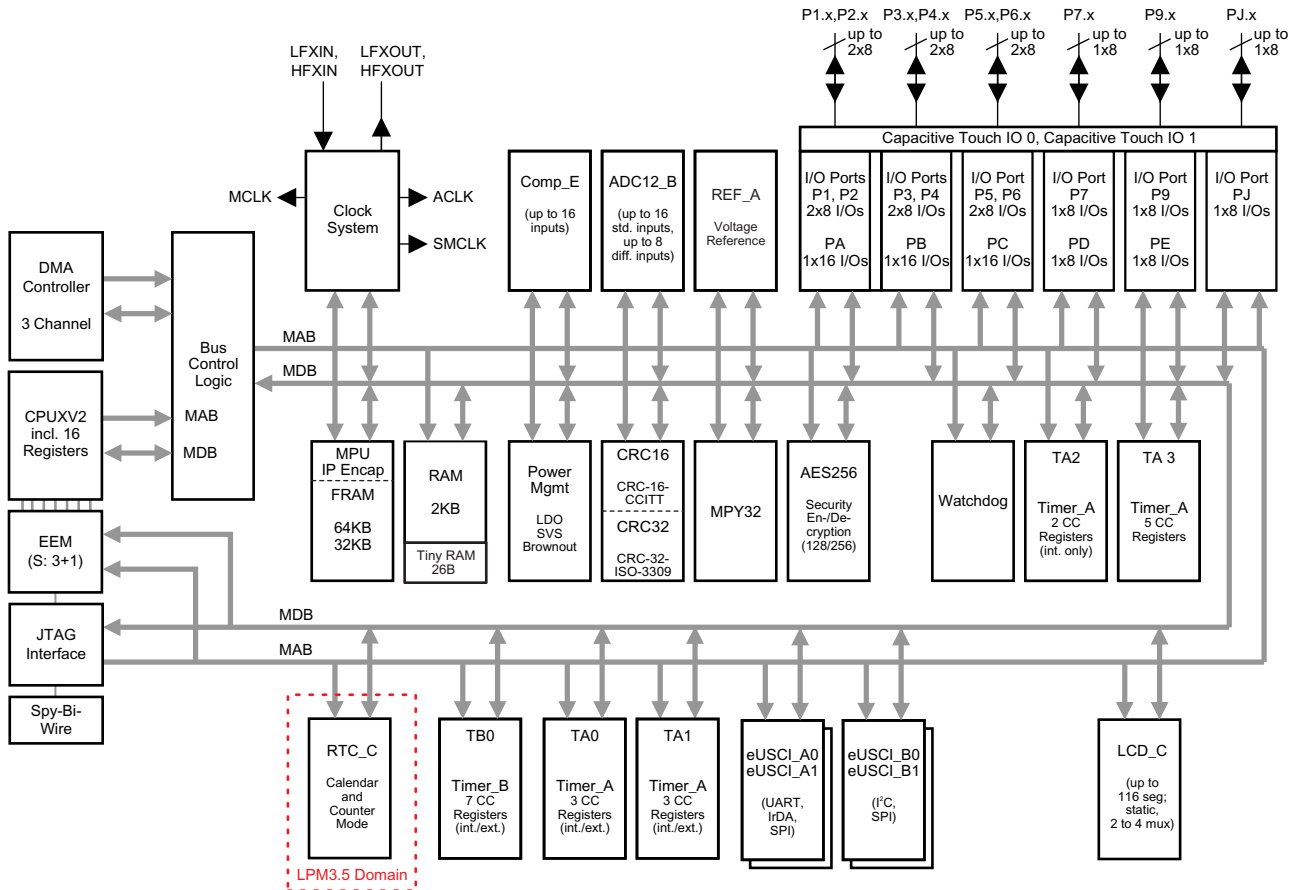 P1.x,P2.x
up to
2x8
P3.x,P4.x
up to
2x8
P5.x,P6.x
up to
2x8
P7.x
up to
1x8
P9.x
up to
1x8
PJ.x
up to
1x8
LFXIN,
HFXIN
LFXOUT,
HFXOUT
Capacitive Touch IO 0, Capacitive Touch IO 1
MCLK
Clock
System
ACLK
SMCLK
Comp_E
(up to 16
inputs)
ADC12_B
(up to 16
std. inputs,
up to 8
diff. inputs)
REF_A
Voltage
Reference
I/O Ports
P1, P2
2x8 I/Os
PA
1x16 I/Os
I/O Ports
P3, P4
2x8 I/Os
PB
1x16 I/Os
I/O Port
P5, P6
2x8 I/Os
PC
1x16 I/Os
I/O Port
P7
1x8 I/Os
PD
1x8 I/Os
I/O Port
P9
1x8 I/Os
PE
1x8 I/Os
I/O Port
PJ
1x8 I/Os
DMA
Controller
3 Channel
Bus
Control
Logic
MAB
MDB
MAB
MDB
CPUXV2
incl. 16
Registers
MPU
IP Encap
FRAM
64KB
32KB
RAM
2KB
Tiny RAM
26B
Power
Mgmt
LDO
SVS
Brownout
CRC16
CRC-16-
CCITT
CRC32
CRC-32-
ISO-3309
MPY32
AES256
Security
En-/De-
cryption
(128/256)
Watchdog
TA2
Timer_A
2 CC
Registers
(int. only)
TA 3
Timer_A
5 CC
Registers
EEM
(S: 3+1)
JTAG
Interface
Spy-Bi-
Wire
MDB
MAB
RTC_C
Calendar
and
Counter
Mode
LPM3.5 Domain
TB0
Timer_B
7 CC
Registers
(int./ext.)
TA0
Timer_A
3 CC
Registers
(int./ext.)
TA1
Timer_A
3 CC
Registers
(int./ext.)
eUSCI_A0
eUSCI_A1
(UART,
IrDA,
SPI)
eUSCI_B0
eUSCI_B1
(I²C,
SPI)
LCD_C
(up to
116 seg;
static,
2 to 4 mux)